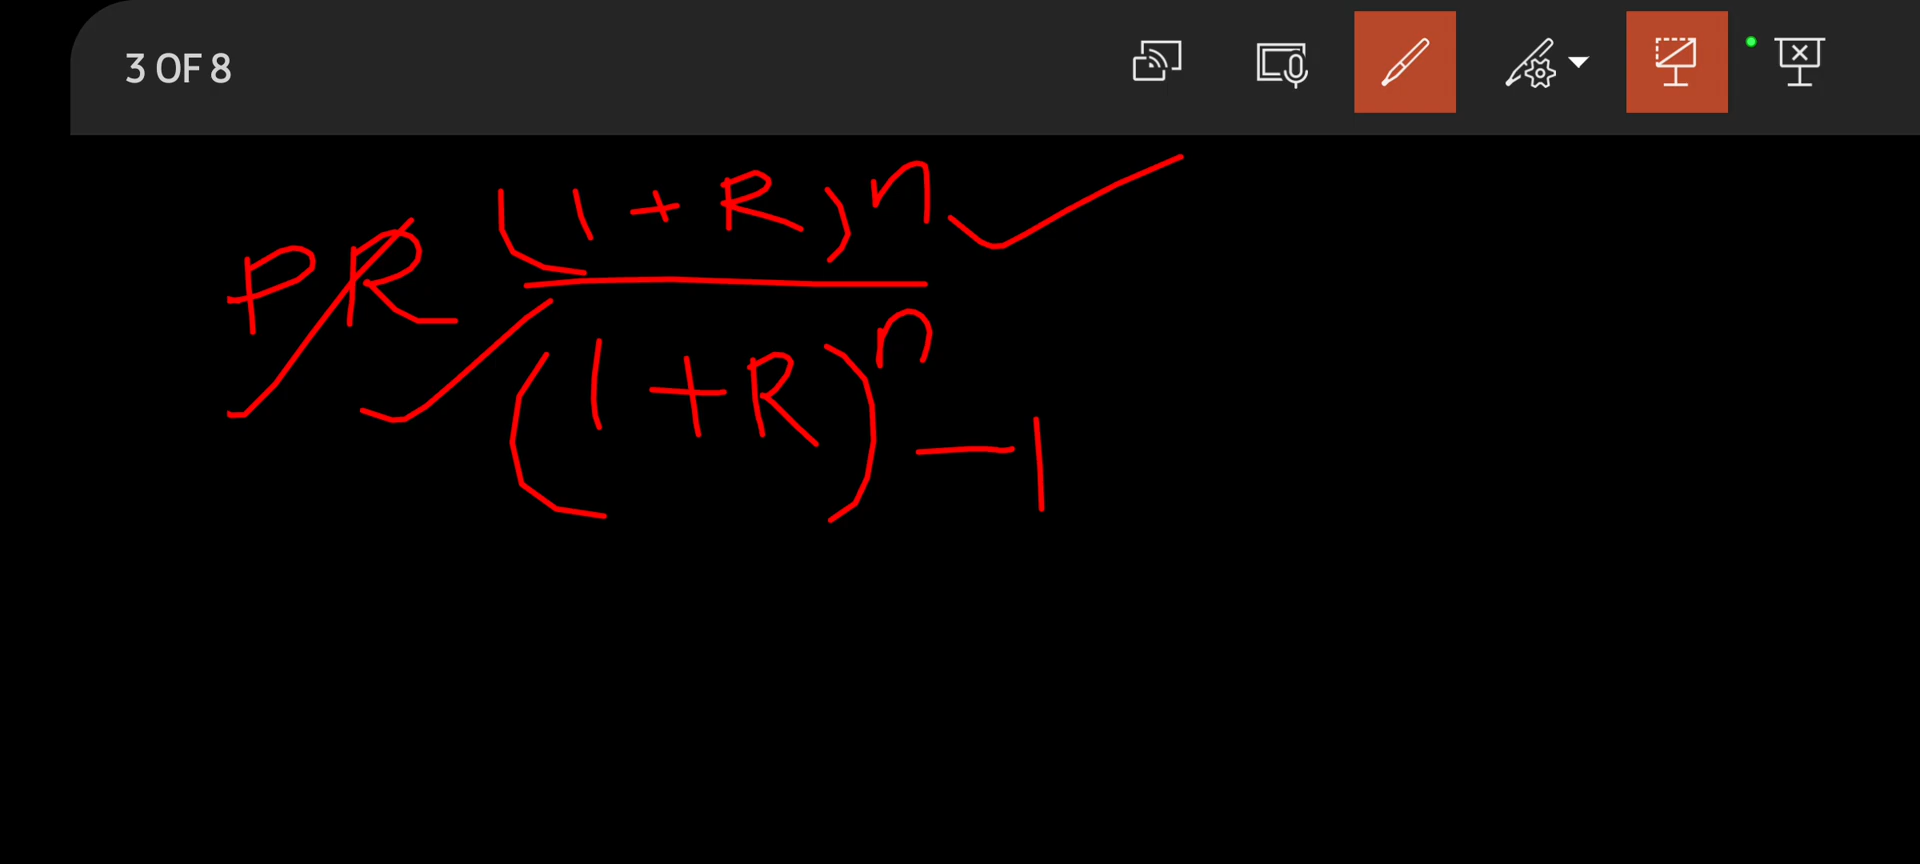 3 OF 8
(1 + R)n
PR
(1 + R)n - 1